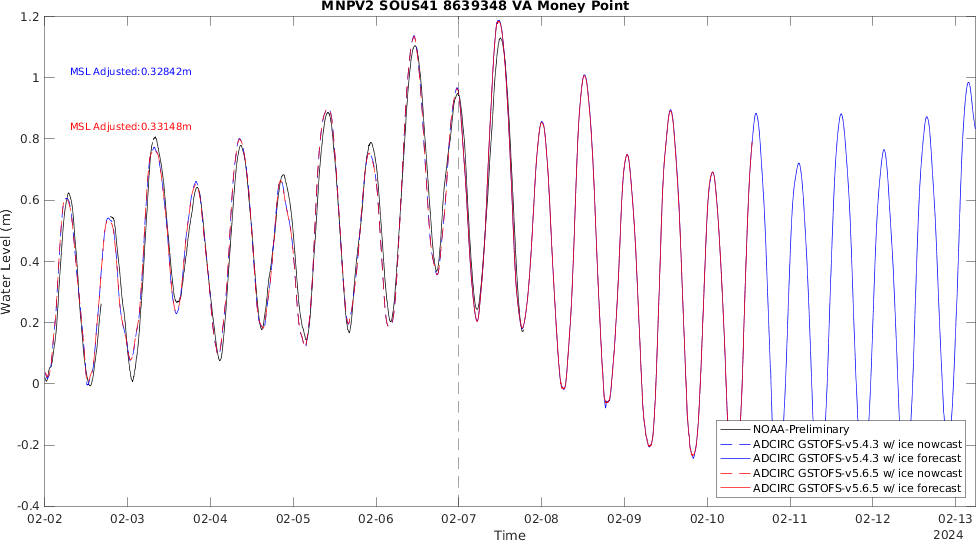 MNPV2 SOUS41 8639348 VA Money Point
1.2
1
0.8
0.6
0.4
0.2
0
-0.2
-0.4
Water Level (m)
MSL Adjusted:0.32842m
MSL Adjusted:0.33148m
NOAA-Preliminary
ADCIRC GSTOFS-v5.4.3 w/ ice nowcast
ADCIRC GSTOFS-v5.4.3 w/ ice forecast
ADCIRC GSTOFS-v5.6.5 w/ ice nowcast
ADCIRC GSTOFS-v5.6.5 w/ ice forecast
02-02 02-03 02-04 02-05 02-06 02-07 02-08 02-09 02-10 02-11 02-12 02-13
Time
2024